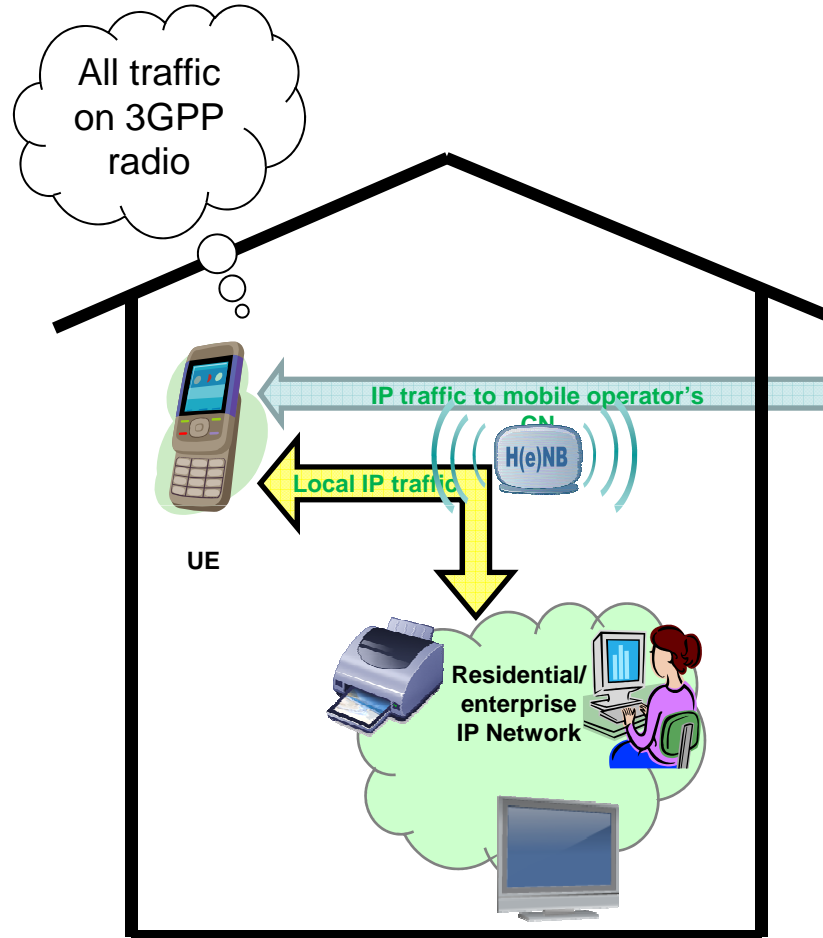 All traffic
on 3GPP
radio
IP traffic to mobile operator's
CN
H(e)NB
Local IP traffic
UE
Residential/
enterprise
IP Network